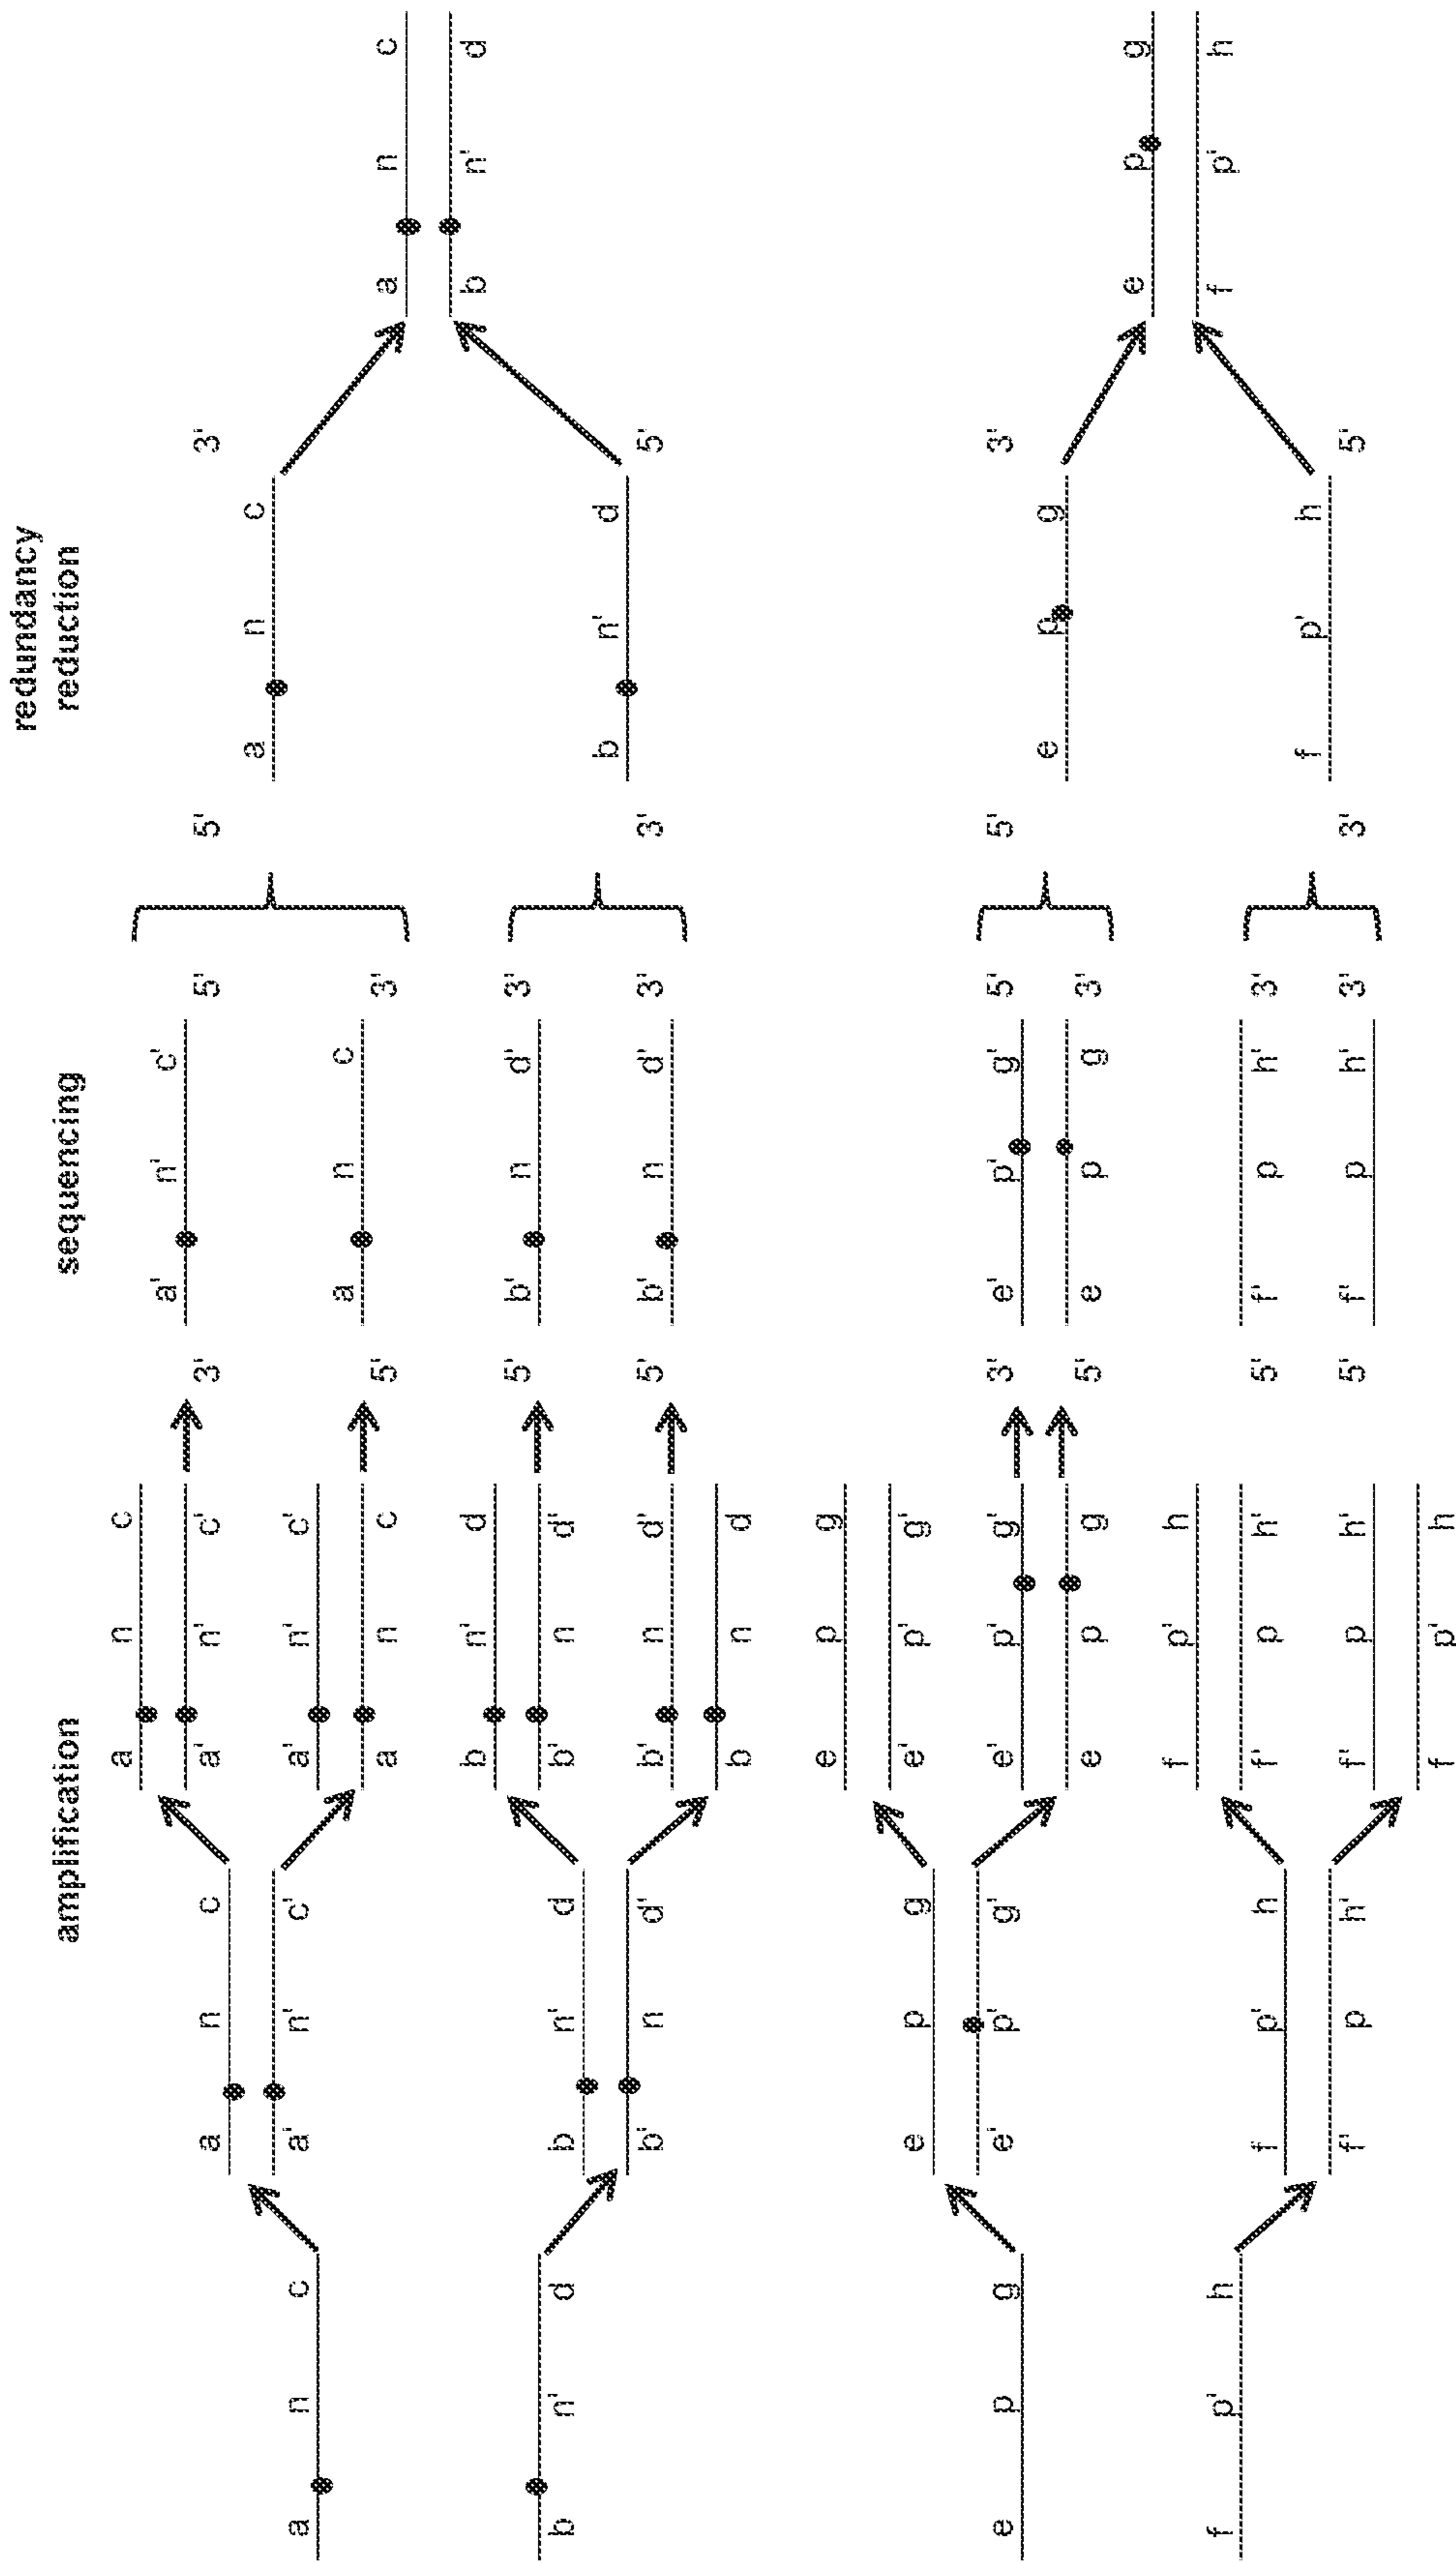 redundancy
amplification sequencing reduction
a n c
a' n' c'
a n c a' n' c' 3' 5' 5' 3'
a n c
a n c a' n' c' a' n' c'
a n c
a n c 5' 3' a n c
b n' d b n' d
5' b' n d' 3'
b n' d b n' d b' n d'
b n' d
b' n d' b' n d' 5' b' n d' 3' 3' 5'
b n d
e p g
e p g e' p' g'
e p g e' p' g' e' p' g' 3' e' p' g' 5' 5' 3'
e p g
e p g 5' e p g 3'
e p g
f p' h
f p' h f p' h
f p' h f' p h' 5' f' p h' 3'
f p' h
f' p h' f' p h' 5' f' p h' 3' 3' 5'
f p' h